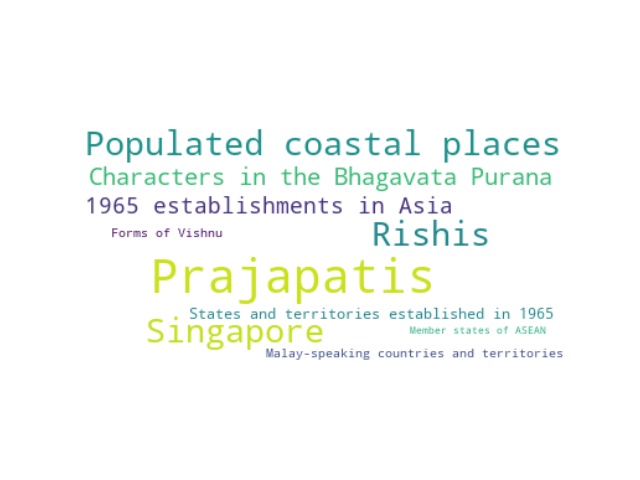 Populated coastal places
Characters in the Bhagavata Purana
1965 establishments in Asia
Forms of Vishnu
Rishis
Prajapatis
States and territories established in 1965
Singapore
Member states of ASEAN
Malay-speaking countries and territories